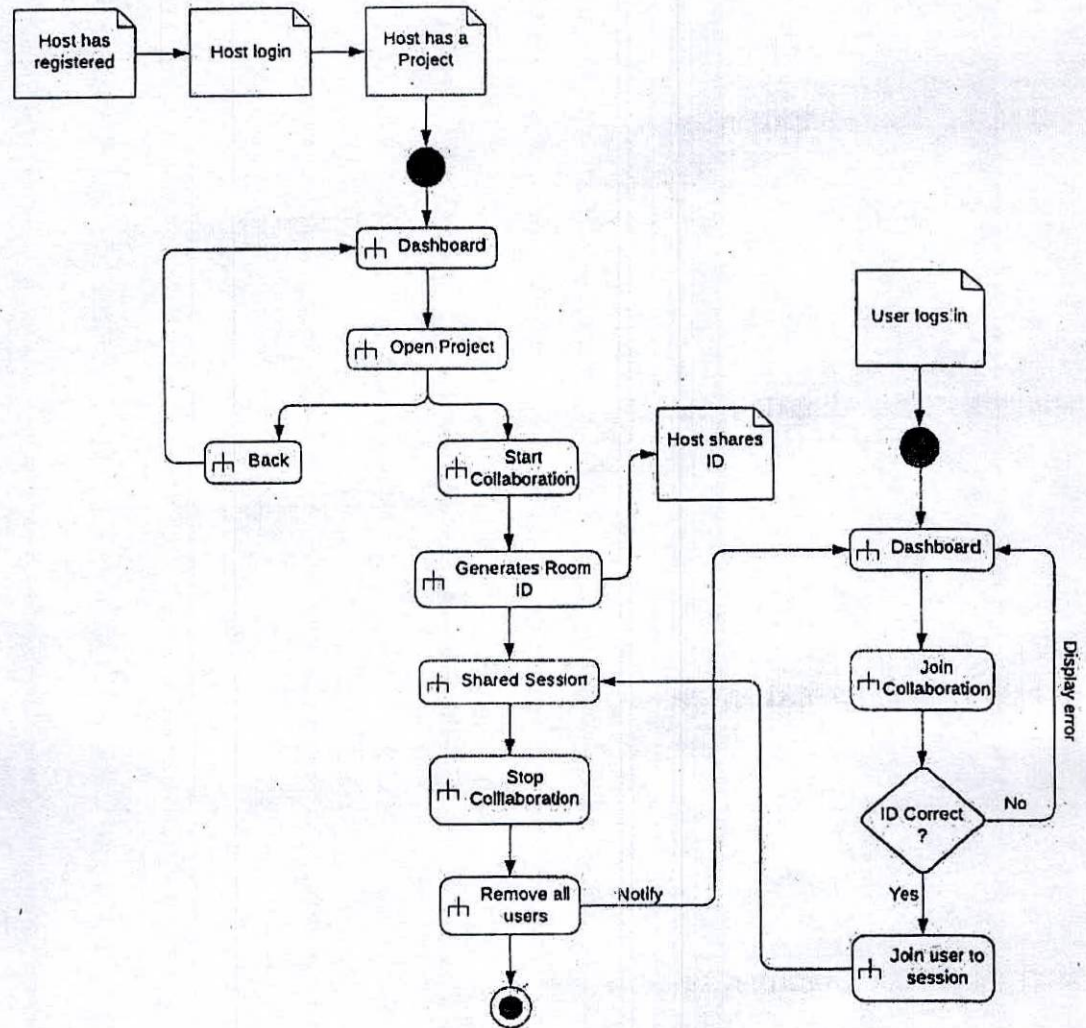 Host has
registered
Host login
Host has a
Project
Dashboard
Open Project
Back
Start
Collaboration
Generates Room
ID
Host shares
ID
Shared Session
Stop
Colllaboration
Remove all
users
Notify
User logs in
Dashboard
Join
Collaboration
ID Correct
?
No
Display error
Yes
Join user to
session